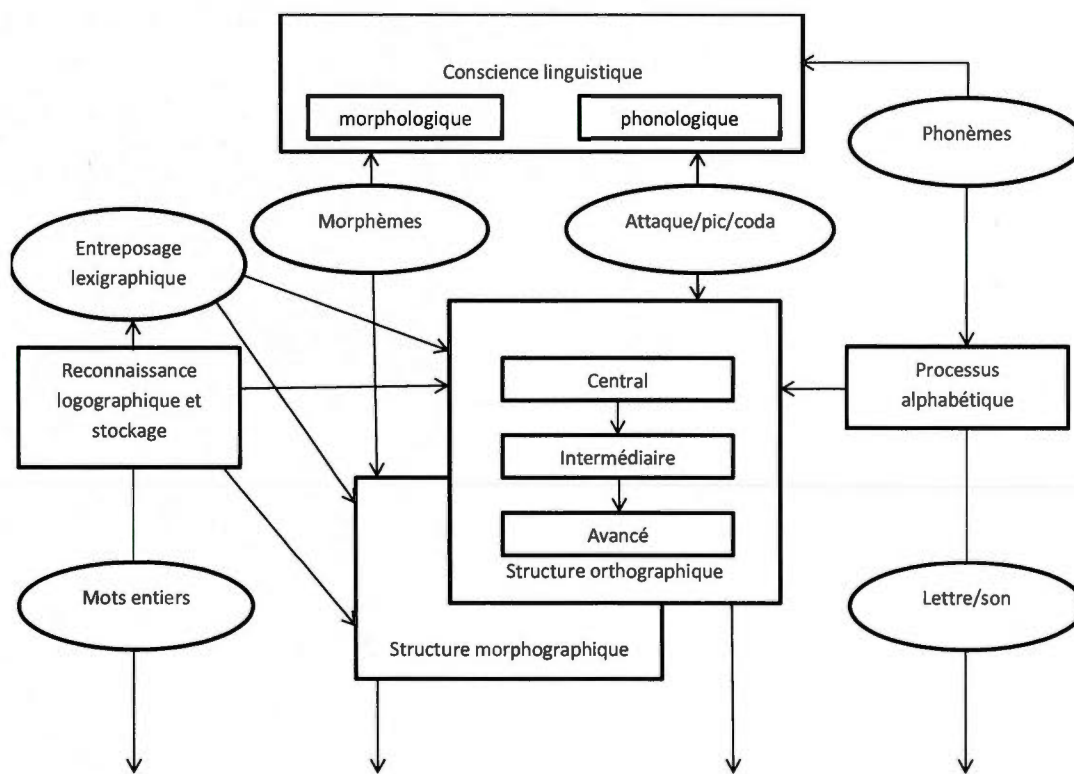 Conscience linguistique
morphologique
phonologique
Phonèmes
Morphèmes
Attaque/pic/coda
Entreposage
lexigraphique
Reconnaissance
logographique et
stockage
Central
Processus
alphabétique
Intermédiaire
Avancé
Structure orthographique
Mots entiers
Lettre/son
Structure morphographique